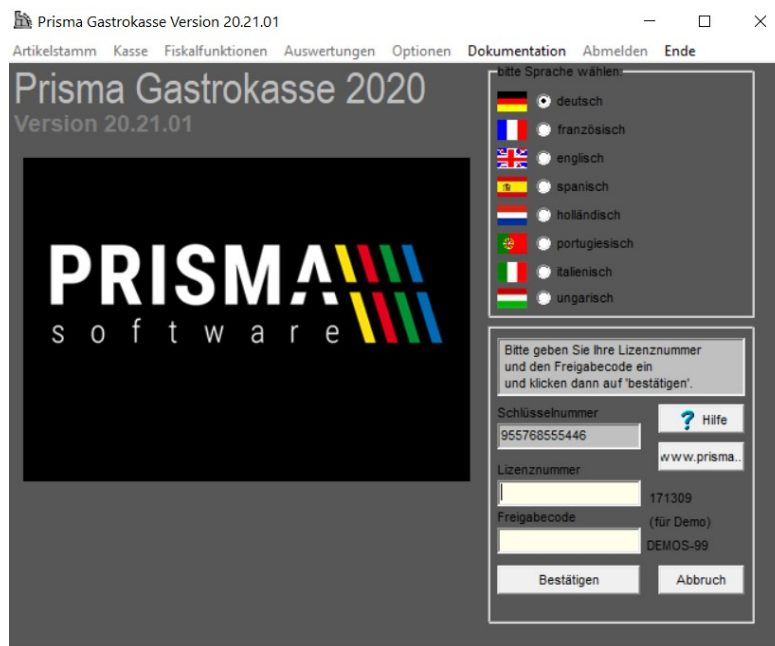 Prisma Gastrokasse Version 20.21.01
Artikelstamm Kasse Fiskalfunktionen Auswertungen Optionen Dokumentation Abmelden Ende
Prisma Gastrokasse 2020
Version 20.21.01
PRISMA
software
bitte Sprache wählen:
deutsch
französisch
englisch
spanisch
holländisch
portugiesisch
italienisch
ungarisch
Bitte geben Sie Ihre Lizenznummer
und den Freigabecode ein
und klicken dann auf 'bestätigen'.
Schlüsselnummer
955768555446
? Hilfe
www.prisma..
Lizenznummer
171309
Freigabecode
(für Demo)
DEMOS-99
Bestätigen
Abbruch